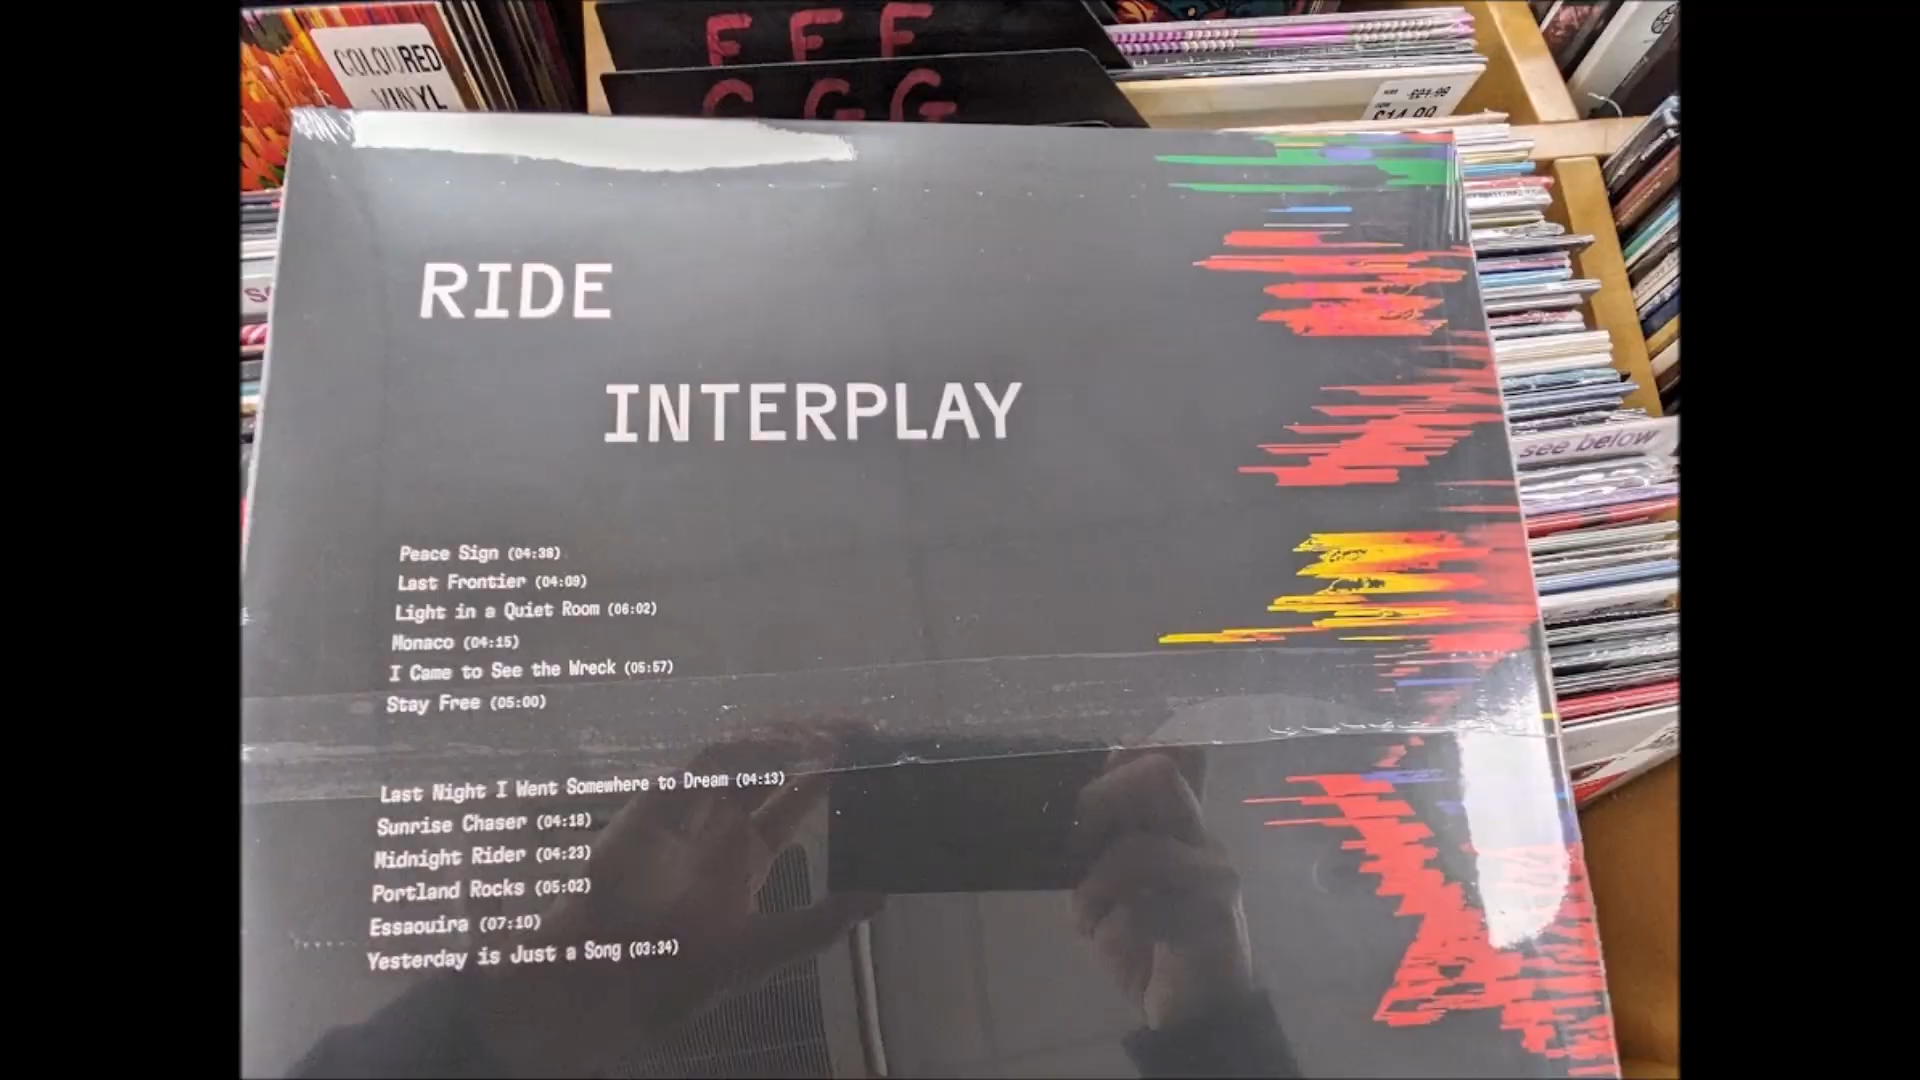 COLOURED
VINYL
F F F
G G G
£14.99
RIDE
INTERPLAY
see below
Peace Sign (04:38)
Last Frontier (04:09)
Light in a Quiet Room (06:02)
Monaco (04:15)
I Came to See the Wreck (05:57)
Stay Free (05:00)
Last Night I Went Somewhere to Dream (04:13)
Sunrise Chaser (04:18)
Midnight Rider (04:23)
Portland Rocks (05:02)
Essaouira (07:10)
Yesterday is Just a Song (03:34)